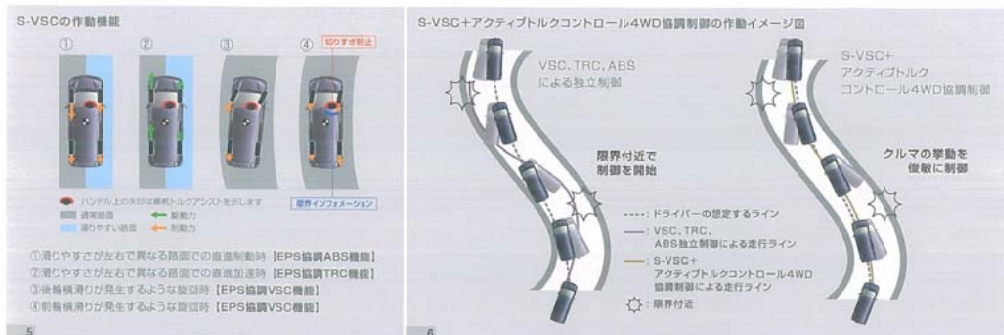 S-VSCの作動機能
① ② ③ ④
切りすぎ防止
限界インフォメーション
ハンドル上の矢印は操舵トルクアシストを示します
通常路面
駆動力
滑りやすい路面
制動力
①滑りやすさが左右で異なる路面での直進制動時【EPS協調ABS機能】
②滑りやすさが左右で異なる路面での直進加速時【EPS協調TRC機能】
③後輪横滑りが発生するような旋回時【EPS協調VSC機能】
④前輪横滑りが発生するような旋回時【EPS協調VSC機能】
5
S-VSC+アクティブトルクコントロール4WD協調制御の作動イメージ図
VSC、TRC、ABS
による独立制御
限界付近で
制御を開始
S-VSC+
アクティブトルク
コントロール4WD協調制御
クルマの挙動を
俊敏に制御
:ドライバーの想定するライン
:VSC、TRC、
ABS独立制御による走行ライン
:S-VSC+
アクティブトルクコントロール4WD
協調制御による走行ライン
:限界付近
6